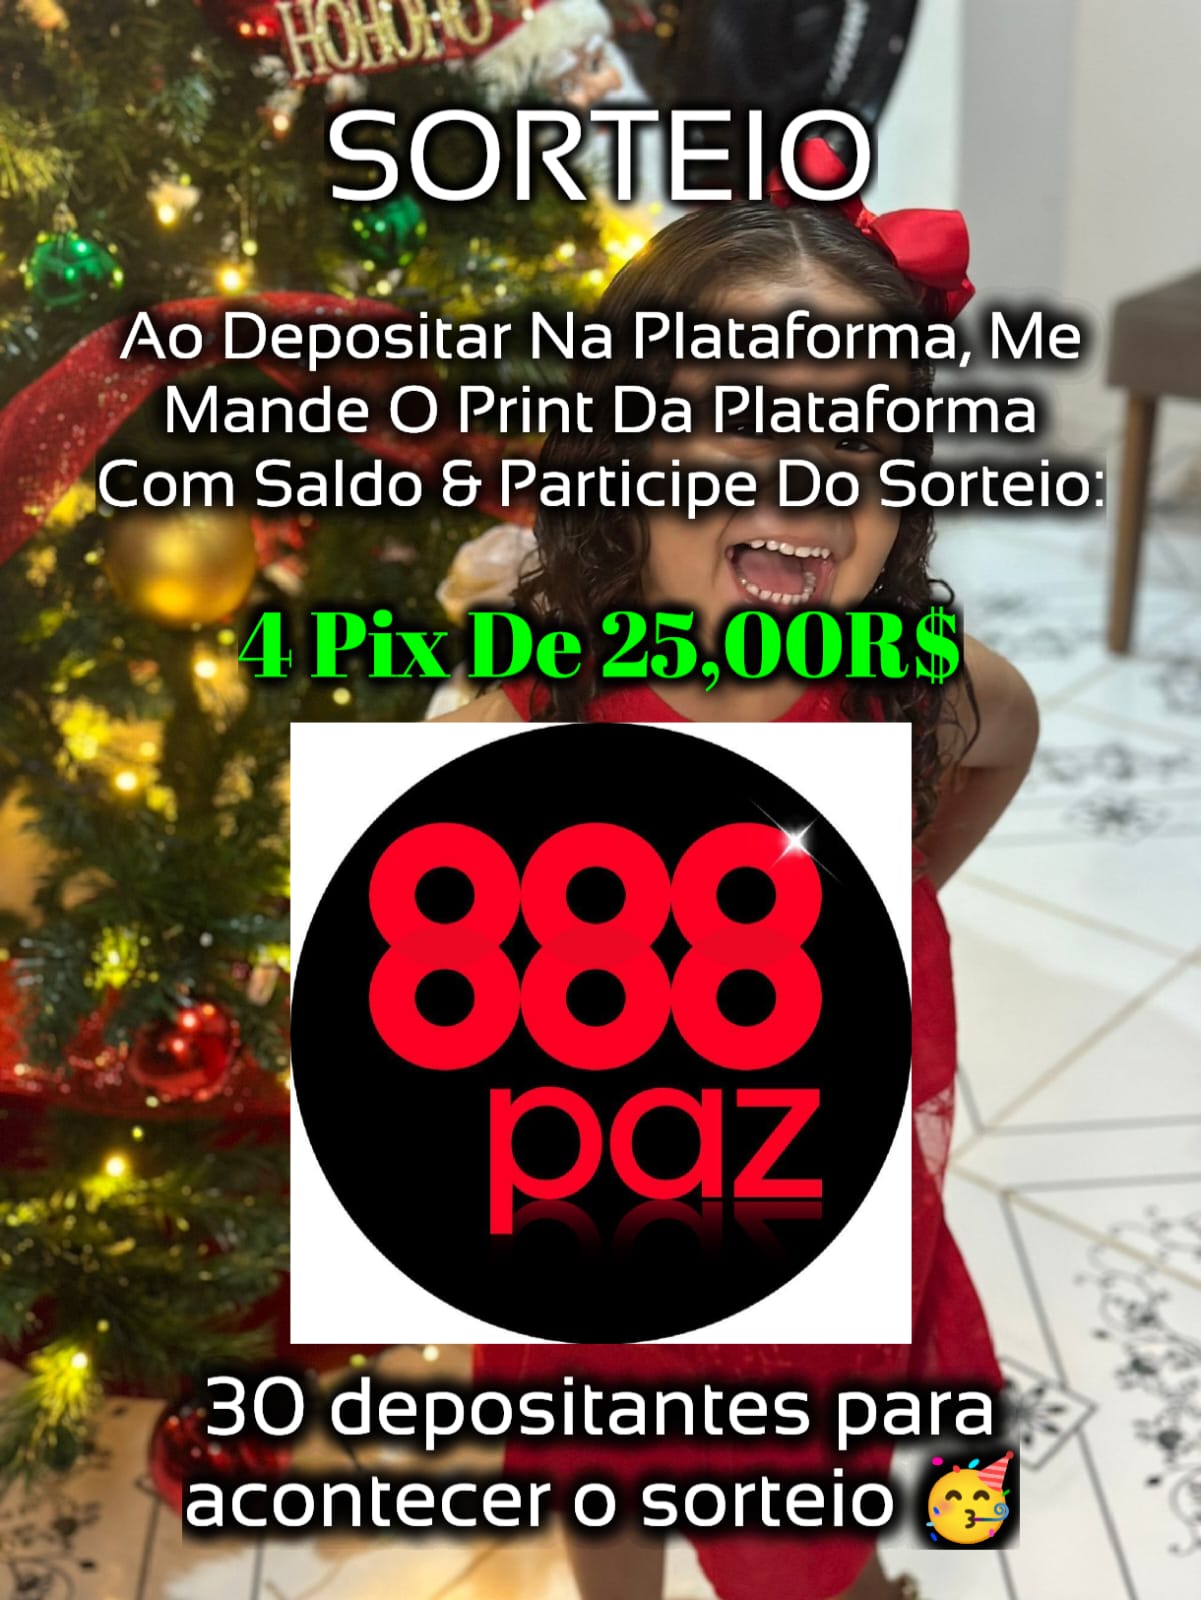 HOHOHO
SORTEIO
Ao Depositar Na Plataforma, Me
Mande O Print Da Plataforma
Com Saldo & Participe Do Sorteio:
4 Pix De 25,00R$
888
paz
30 depositantes para
acontecer o sorteio 🥳